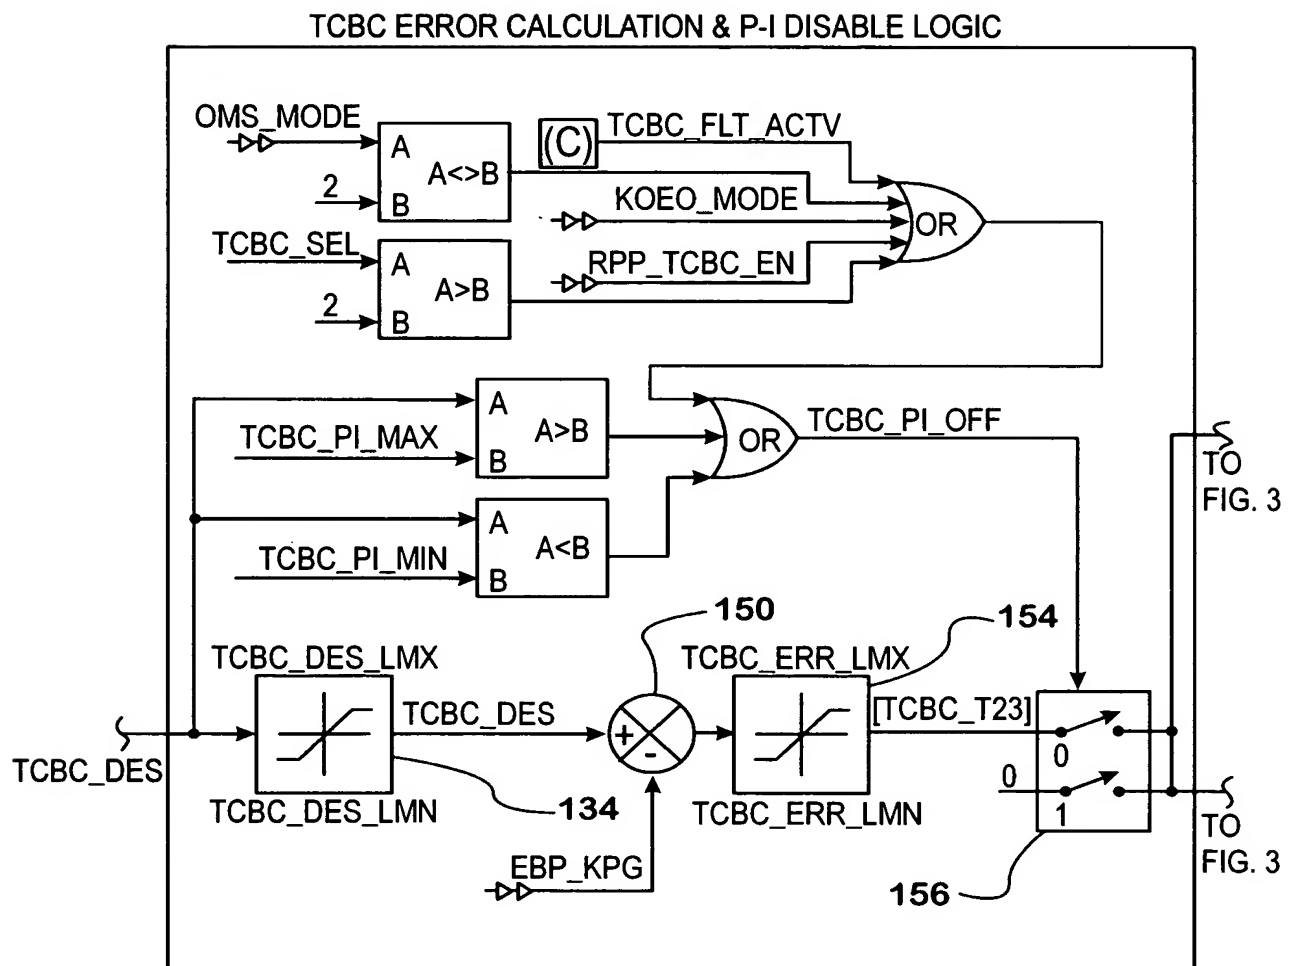 TCBC ERROR CALCULATION & P-I DISABLE LOGIC
OMS_MODE
A
A<>B
2
B
(C)
TCBC_FLT_ACTV
KOEO_MODE
OR
TCBC_SEL
A
A>B
2
B
RPP_TCBC_EN
A
A>B
TCBC_PI_MAX
B
OR
TCBC_PI_OFF
TO
FIG. 3
A
A<B
TCBC_PI_MIN
B
150
154
TCBC_DES_LMX
TCBC_ERR_LMX
TCBC_DES
TCBC_DES
+
-
[TCBC_T23]
0
0
1
TCBC_DES_LMN
134
TCBC_ERR_LMN
TO
FIG. 3
EBP_KPG
156